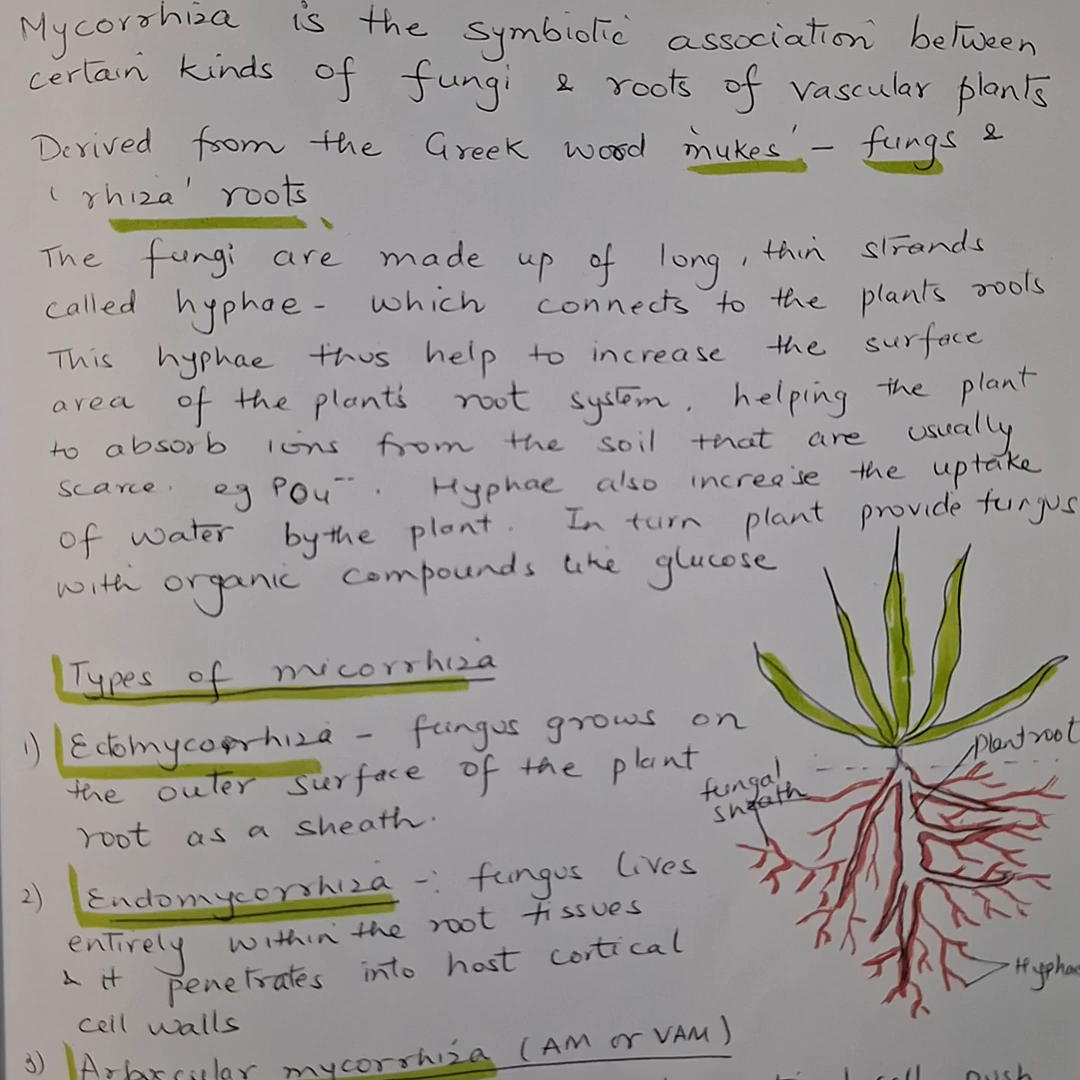 Mycorrhiza is the symbiotic association between
certain kinds of fungi & roots of vascular plants
Derived from the Greek word 'mukes' – fungs &
'rhiza' roots.
The fungi are made up of long, thin strands
called hyphae – which connects to the plants roots
This hyphae thus help to increase the surface
area of the plant's root system, helping the plant
to absorb ions from the soil that are usually
scarce. eg PO4--. Hyphae also increase the uptake
of water by the plant. In turn plant provide fungus
with organic compounds like glucose
Types of micorrhiza
1) Ectomycorrhiza – fungus grows on
the outer surface of the plant
root as a sheath.
2) Endomycorrhiza -: fungus lives
entirely within the root tissues
& it penetrates into host cortical
cell walls
3) Arbuscular mycorrhiza (AM or VAM)
cell push
Plant root
fungal
sheath
Hyphae